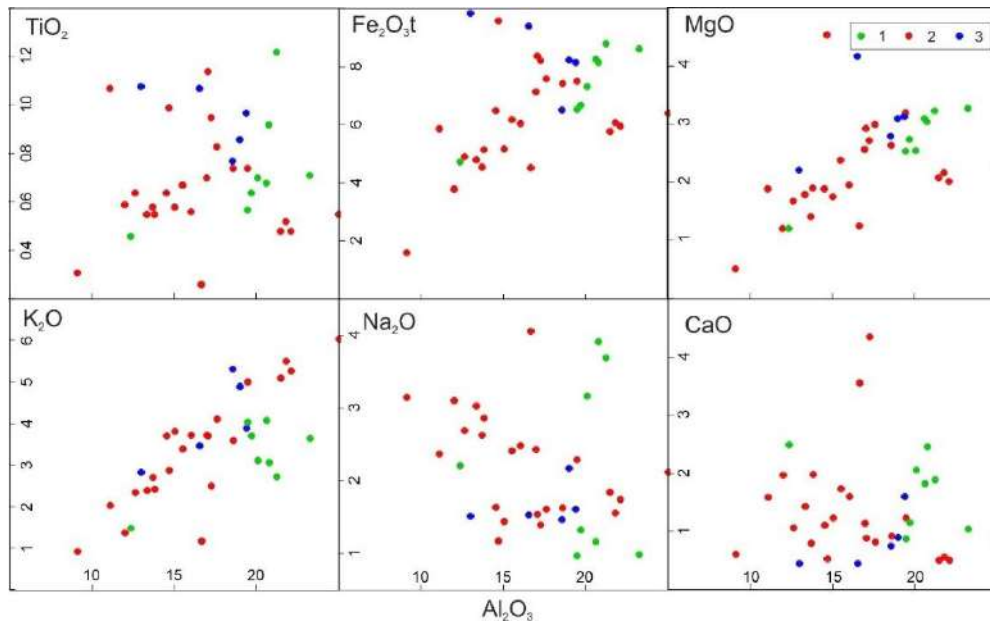 TiO₂
Fe₂O₃t
MgO
1 2 3
0.4 0.6 0.8 1.0 1.2
2 4 6 8
1 2 3 4
K₂O
Na₂O
CaO
1 2 3 4 5 6
1 2 3 4
1 2 3 4
10 15 20
10 15 20
10 15 20
Al₂O₃